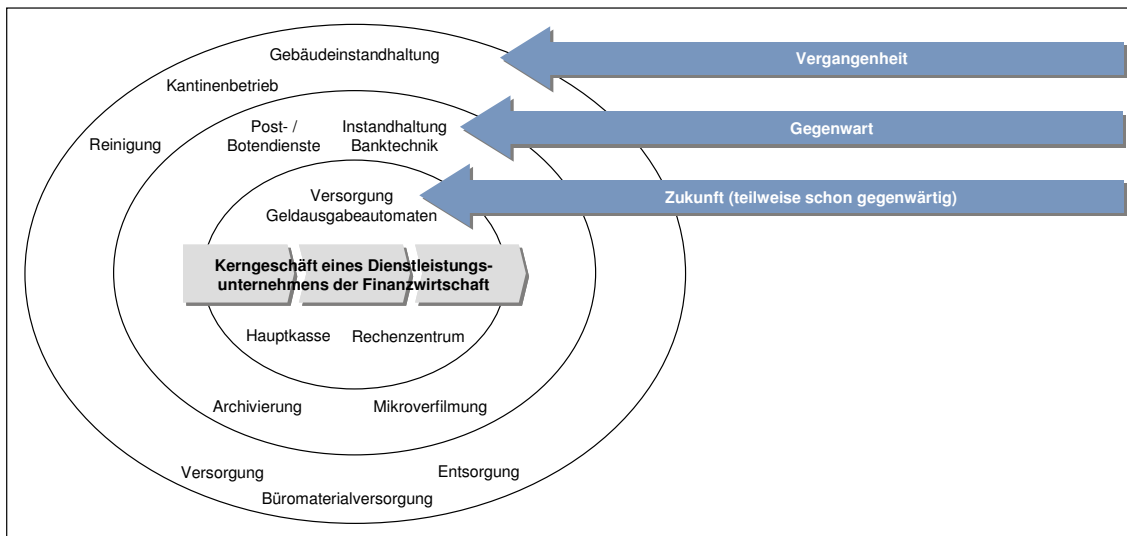 Gebäudeinstandhaltung
Vergangenheit
Kantinenbetrieb
Reinigung
Post- /
Botendienste
Instandhaltung
Banktechnik
Gegenwart
Versorgung
Geldausgabeautomaten
Zukunft (teilweise schon gegenwärtig)
Kerngeschäft eines Dienstleistungs-
unternehmens der Finanzwirtschaft
Hauptkasse
Rechenzentrum
Archivierung
Mikroverfilmung
Versorgung
Entsorgung
Büromaterialversorgung